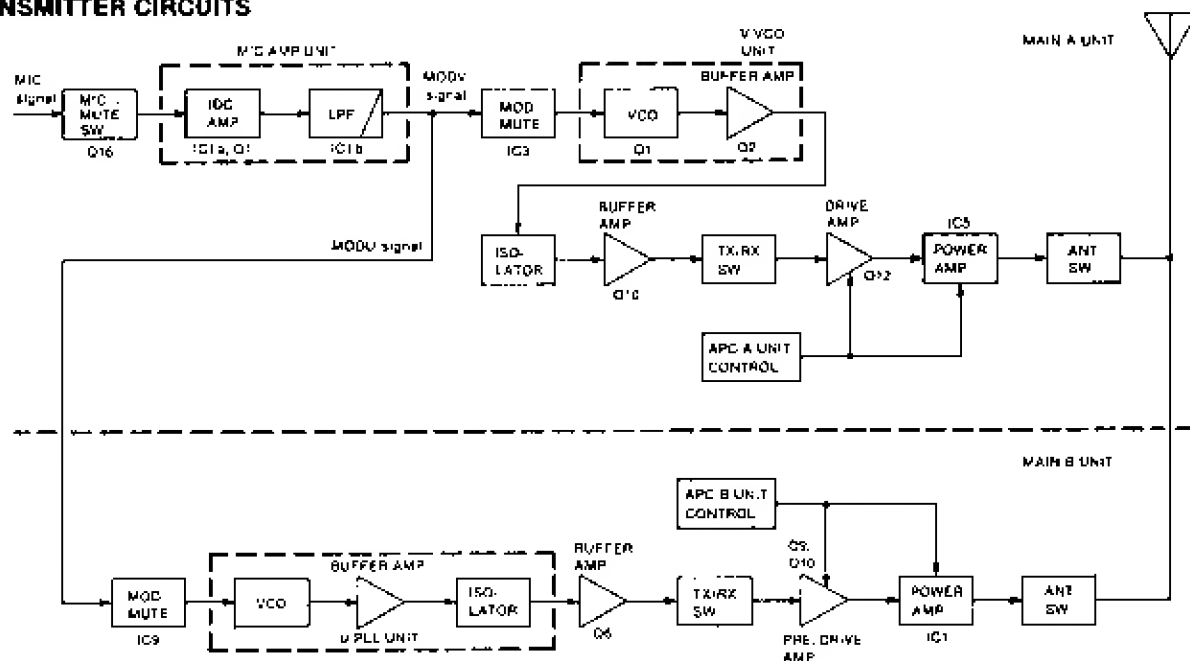 NSMITTER CIRCUITS
MAIN A UNIT
MIC AMP UNIT
V VCO
UNIT
MIC
signal
MIC
MUTE
SW
Q16
IDC
AMP
IC1a, Q1
LPF
IC1b
MODV
signal
MOD
MUTE
IC3
BUFFER AMP
VCO
Q1
Q2
MODU signal
ISO-
LATOR
BUFFER
AMP
Q10
TX/RX
SW
DRIVE
AMP
Q12
IC5
POWER
AMP
ANT
SW
APC A UNIT
CONTROL
MAIN B UNIT
APC B UNIT
CONTROL
MOD
MUTE
IC9
BUFFER AMP
VCO
ISO-
LATOR
U PLL UNIT
BUFFER
AMP
Q6
TX/RX
SW
Q9,
Q10
PRE. DRIVE
AMP
POWER
AMP
IC1
ANT
SW